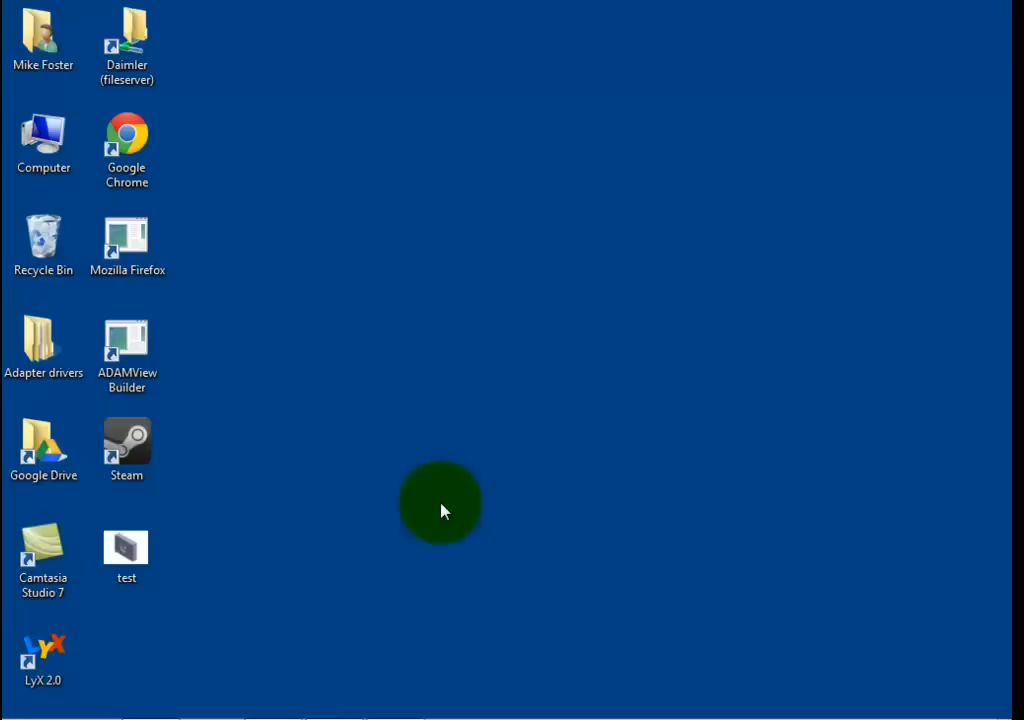 Mike Foster
Daimler
(fileserver)
Computer
Google
Chrome
Recycle Bin
Mozilla Firefox
Adapter drivers
ADAMView
Builder
Google Drive
Steam
Camtasia
Studio 7
test
LyX
LyX 2.0